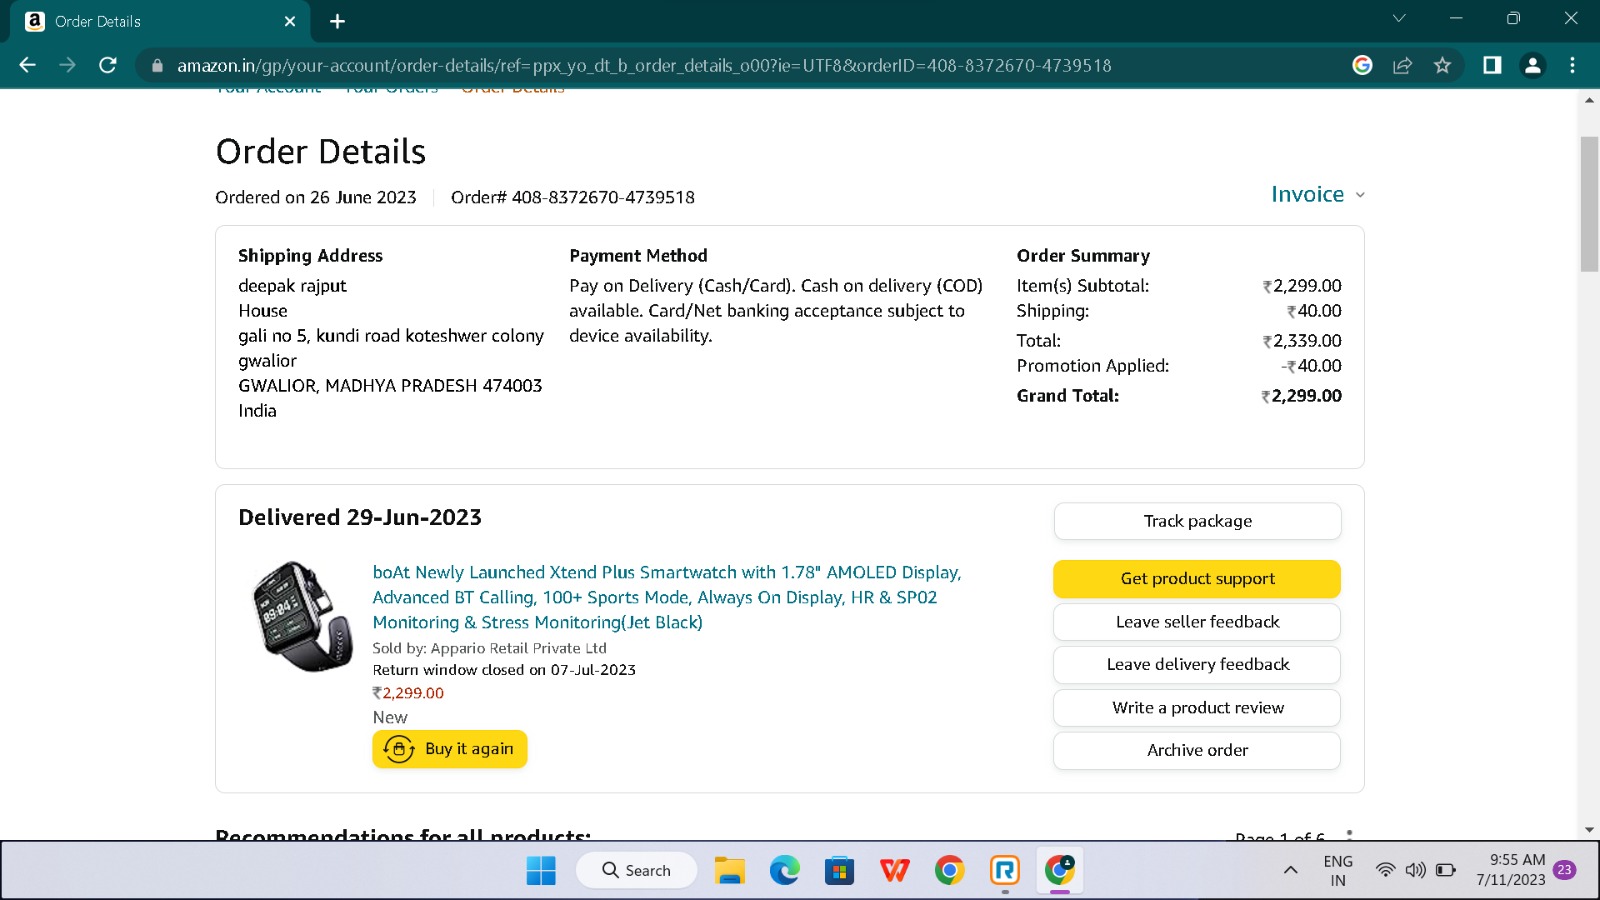 Order Details
amazon.in/gp/your-account/order-details/ref=ppx_yo_dt_b_order_details_o00?ie=UTF8&orderID=408-8372670-4739518
Your Account Your Orders Order Details
Order Details
Ordered on 26 June 2023 Order# 408-8372670-4739518
Invoice
Shipping Address
deepak rajput
House
gali no 5, kundi road koteshwer colony
gwalior
GWALIOR, MADHYA PRADESH 474003
India
Payment Method
Pay on Delivery (Cash/Card). Cash on delivery (COD)
available. Card/Net banking acceptance subject to
device availability.
Order Summary
Item(s) Subtotal: ₹2,299.00
Shipping: ₹40.00
Total: ₹2,339.00
Promotion Applied: -₹40.00
Grand Total: ₹2,299.00
Delivered 29-Jun-2023
boAt Newly Launched Xtend Plus Smartwatch with 1.78" AMOLED Display,
Advanced BT Calling, 100+ Sports Mode, Always On Display, HR & SP02
Monitoring & Stress Monitoring(Jet Black)
Sold by: Appario Retail Private Ltd
Return window closed on 07-Jul-2023
₹2,299.00
New
Buy it again
Track package
Get product support
Leave seller feedback
Leave delivery feedback
Write a product review
Archive order
Recommendations for all products:
Page 1 of 6
Search
ENG
IN
9:55 AM
7/11/2023
23